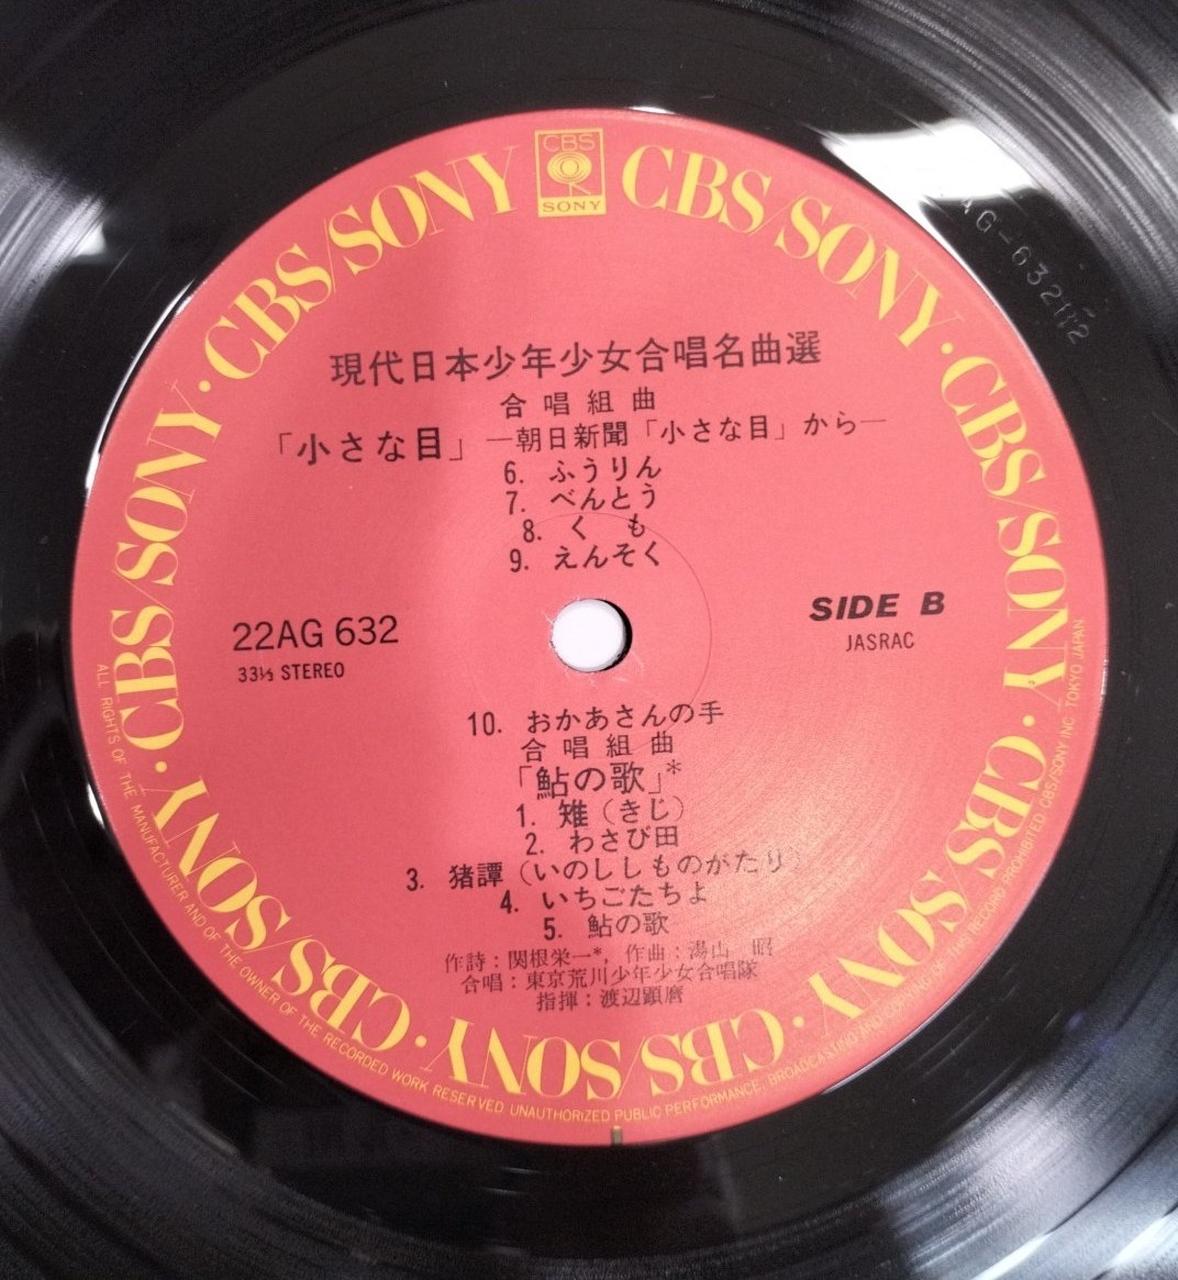 CBS
SONY
CBS/SONY · CBS/SONY · CBS/SONY · CBS/SONY · CBS/SONY · CBS/SONY · CBS/SONY · CBS/SONY
AG-632
現代日本少年少女合唱名曲選
合唱組曲
「小さな目」―朝日新聞「小さな目」から―
6. ふうりん
7. べんとう
8. くも
9. えんそく
22AG 632
33⅓ STEREO
SIDE B
JASRAC
10. おかあさんの手
合唱組曲
「鮎の歌」*
1. 雉（きじ）
2. わさび田
3. 猪譚（いのししものがたり）
4. いちごたちよ
5. 鮎の歌
作詩：関根栄一*, 作曲：湯山 昭
合唱：東京荒川少年少女合唱隊
指揮：渡辺顕麿
ALL RIGHTS OF THE MANUFACTURER AND OF THE OWNER OF THE RECORDED WORK RESERVED UNAUTHORIZED PUBLIC PERFORMANCE, BROADCASTING AND COPYING OF THIS RECORD PROHIBITED. CBS/SONY INC. TOKYO JAPAN